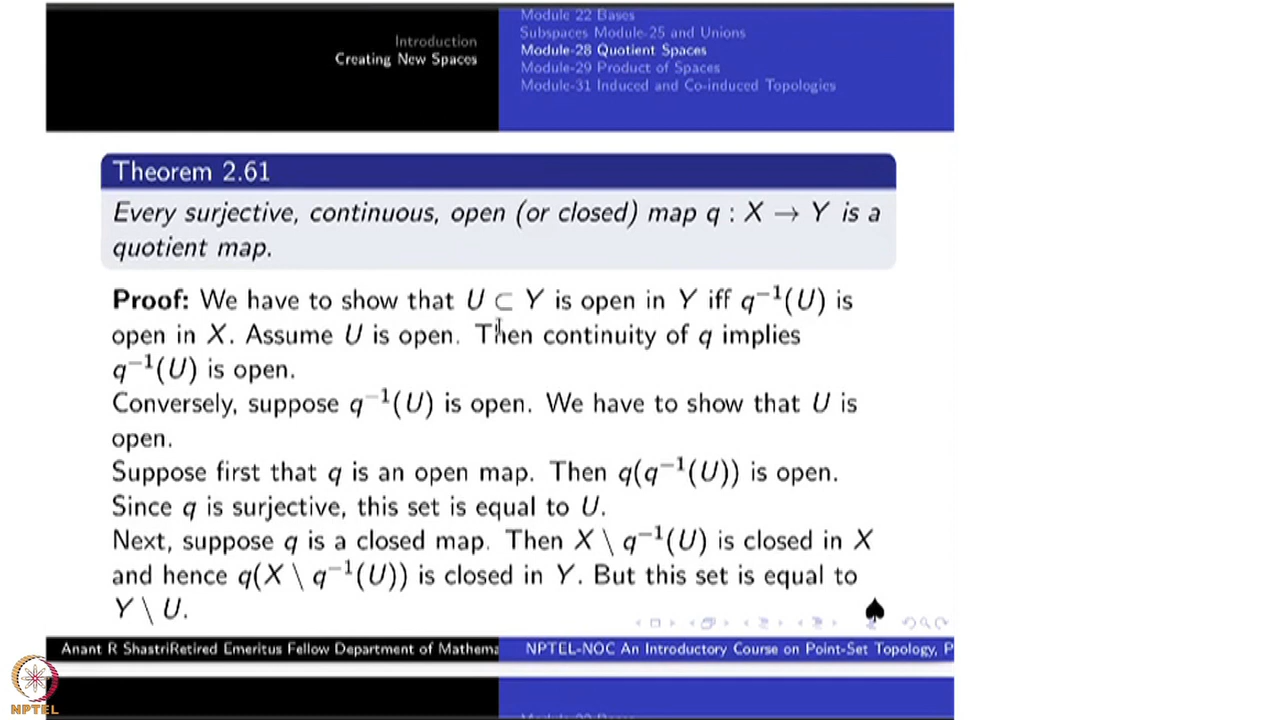 Module 22 Bases
Introduction
Subspaces Module-25 and Unions
Creating New Spaces
Module-28 Quotient Spaces
Module-29 Product of Spaces
Module-31 Induced and Co-induced Topologies
Theorem 2.61
Every surjective, continuous, open (or closed) map q : X → Y is a
quotient map.
Proof: We have to show that U ⊂ Y is open in Y iff q⁻¹(U) is
open in X. Assume U is open. Then continuity of q implies
q⁻¹(U) is open.
Conversely, suppose q⁻¹(U) is open. We have to show that U is
open.
Suppose first that q is an open map. Then q(q⁻¹(U)) is open.
Since q is surjective, this set is equal to U.
Next, suppose q is a closed map. Then X \ q⁻¹(U) is closed in X
and hence q(X \ q⁻¹(U)) is closed in Y. But this set is equal to
Y \ U. ♠
Anant R ShastriRetired Emeritus Fellow Department of Mathema
NPTEL-NOC An Introductory Course on Point-Set Topology, P
NPTEL